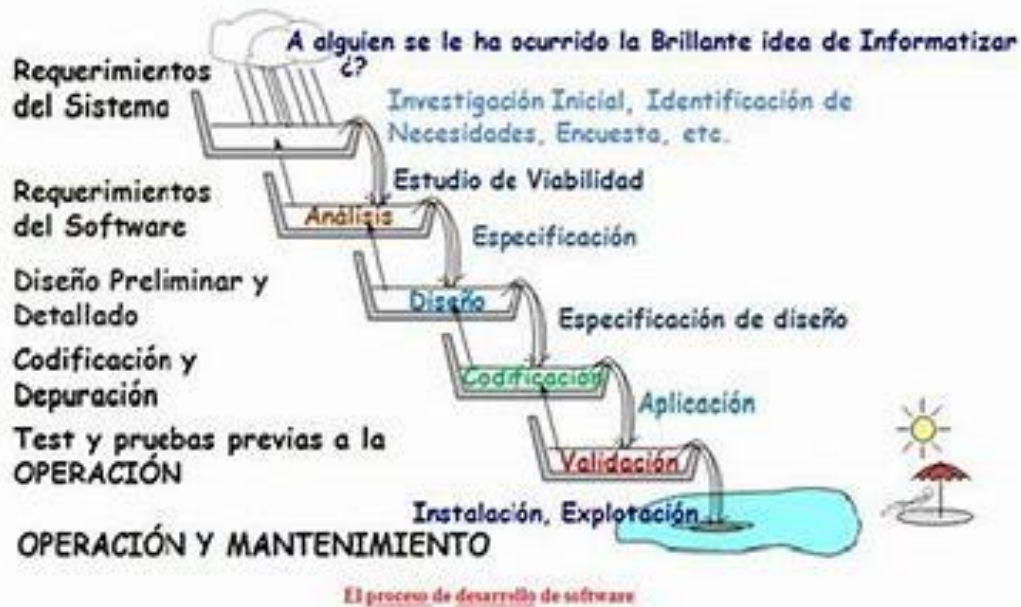 A alguien se le ha ocurrido la Brillante idea de Informatizar
¿?
Requerimientos
del Sistema
Investigación Inicial, Identificación de
Necesidades, Encuesta, etc.
Estudio de Viabilidad
Requerimientos
del Software
Análisis
Especificación
Diseño Preliminar y
Detallado
Diseño
Especificación de diseño
Codificación y
Depuración
Codificación
Aplicación
Test y pruebas previas a la
OPERACIÓN
Validación
Instalación, Explotación
OPERACIÓN Y MANTENIMIENTO
El proceso de desarrollo de software